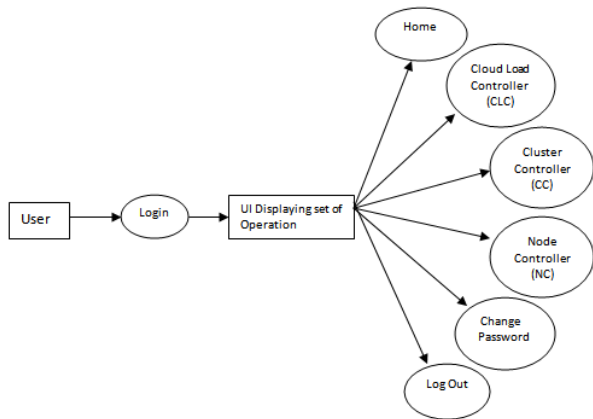 Home
Cloud Load
Controller
(CLC)
Cluster
Controller
(CC)
User
Login
UI Displaying set of
Operation
Node
Controller
(NC)
Change
Password
Log Out